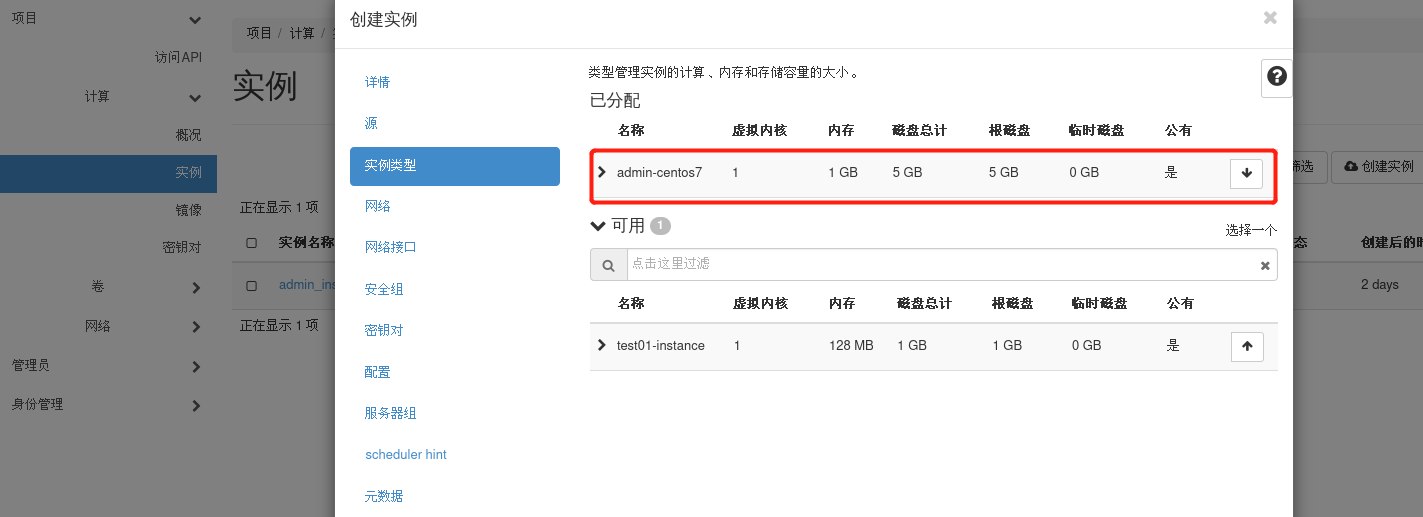 项目
访问API
计算
概况
实例
镜像
密钥对
卷
网络
管理员
身份管理
项目 / 计算 /
实例
筛选
创建实例
正在显示 1 项
实例名称
创建后的时
admin_ins
2 days
正在显示 1 项
创建实例
×
详情
源
实例类型
网络
网络接口
安全组
密钥对
配置
服务器组
scheduler hint
元数据
类型管理实例的计算、内存和存储容量的大小。
已分配
名称 虚拟内核 内存 磁盘总计 根磁盘 临时磁盘 公有
admin-centos7 1 1 GB 5 GB 5 GB 0 GB 是
可用 1
选择一个
点击这里过滤
名称 虚拟内核 内存 磁盘总计 根磁盘 临时磁盘 公有
test01-instance 1 128 MB 1 GB 1 GB 0 GB 是